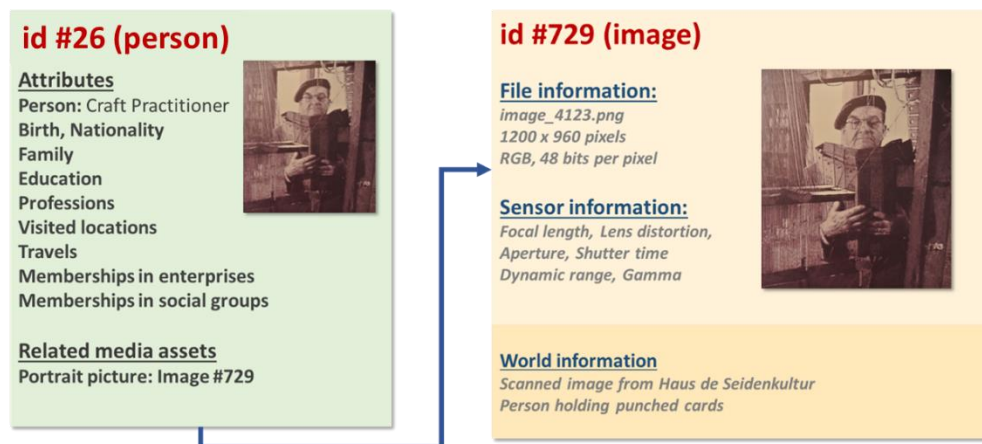 id #26 (person)
Attributes
Person: Craft Practitioner
Birth, Nationality
Family
Education
Professions
Visited locations
Travels
Memberships in enterprises
Memberships in social groups
Related media assets
Portrait picture: Image #729
id #729 (image)
File information:
image_4123.png
1200 x 960 pixels
RGB, 48 bits per pixel
Sensor information:
Focal length, Lens distortion,
Aperture, Shutter time
Dynamic range, Gamma
World information
Scanned image from Haus de Seidenkultur
Person holding punched cards